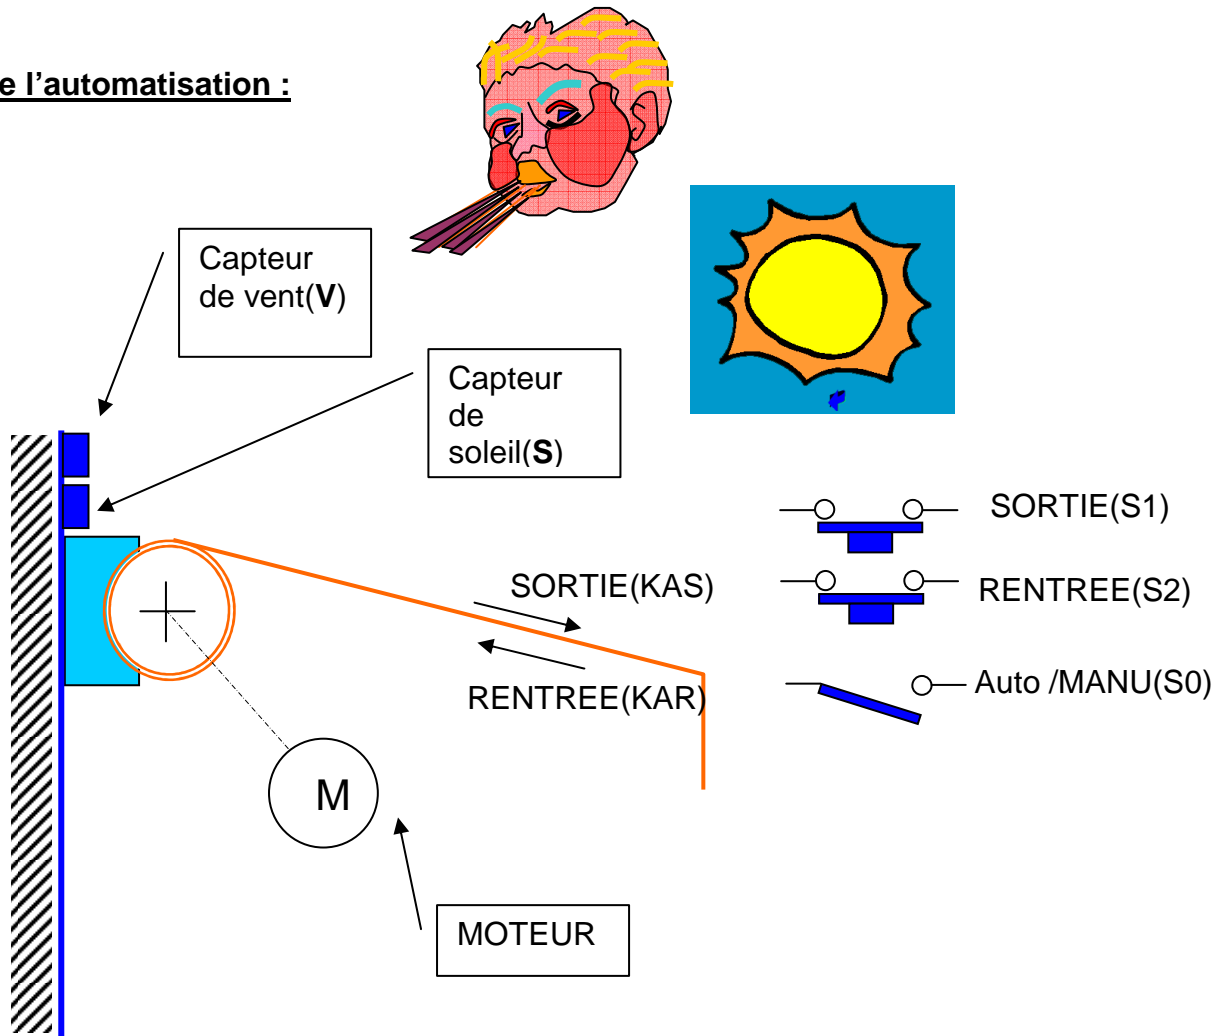 e l’automatisation :
Capteur
de vent(V)
Capteur
de
soleil(S)
SORTIE(S1)
SORTIE(KAS)
RENTREE(S2)
RENTREE(KAR)
Auto /MANU(S0)
M
MOTEUR